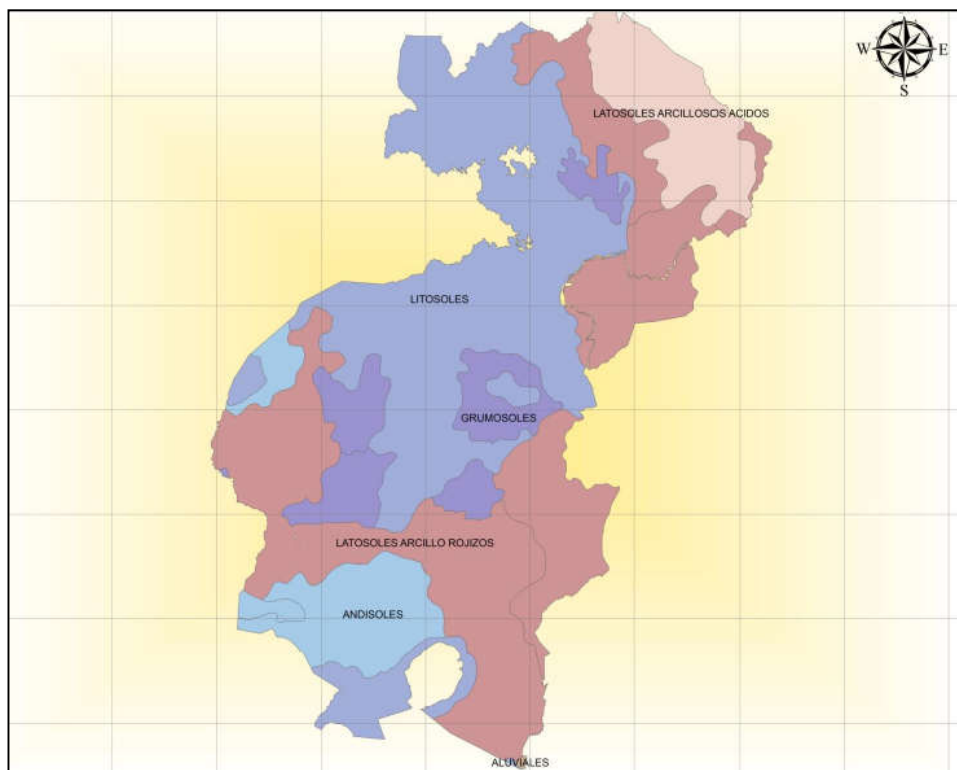 W
E
S
LATOSOLES ARCILLOSOS ACIDOS
LITOSOLES
GRUMOSOLES
LATOSOLES ARCILLO ROJIZOS
ANDISOLES
ALUVIALES